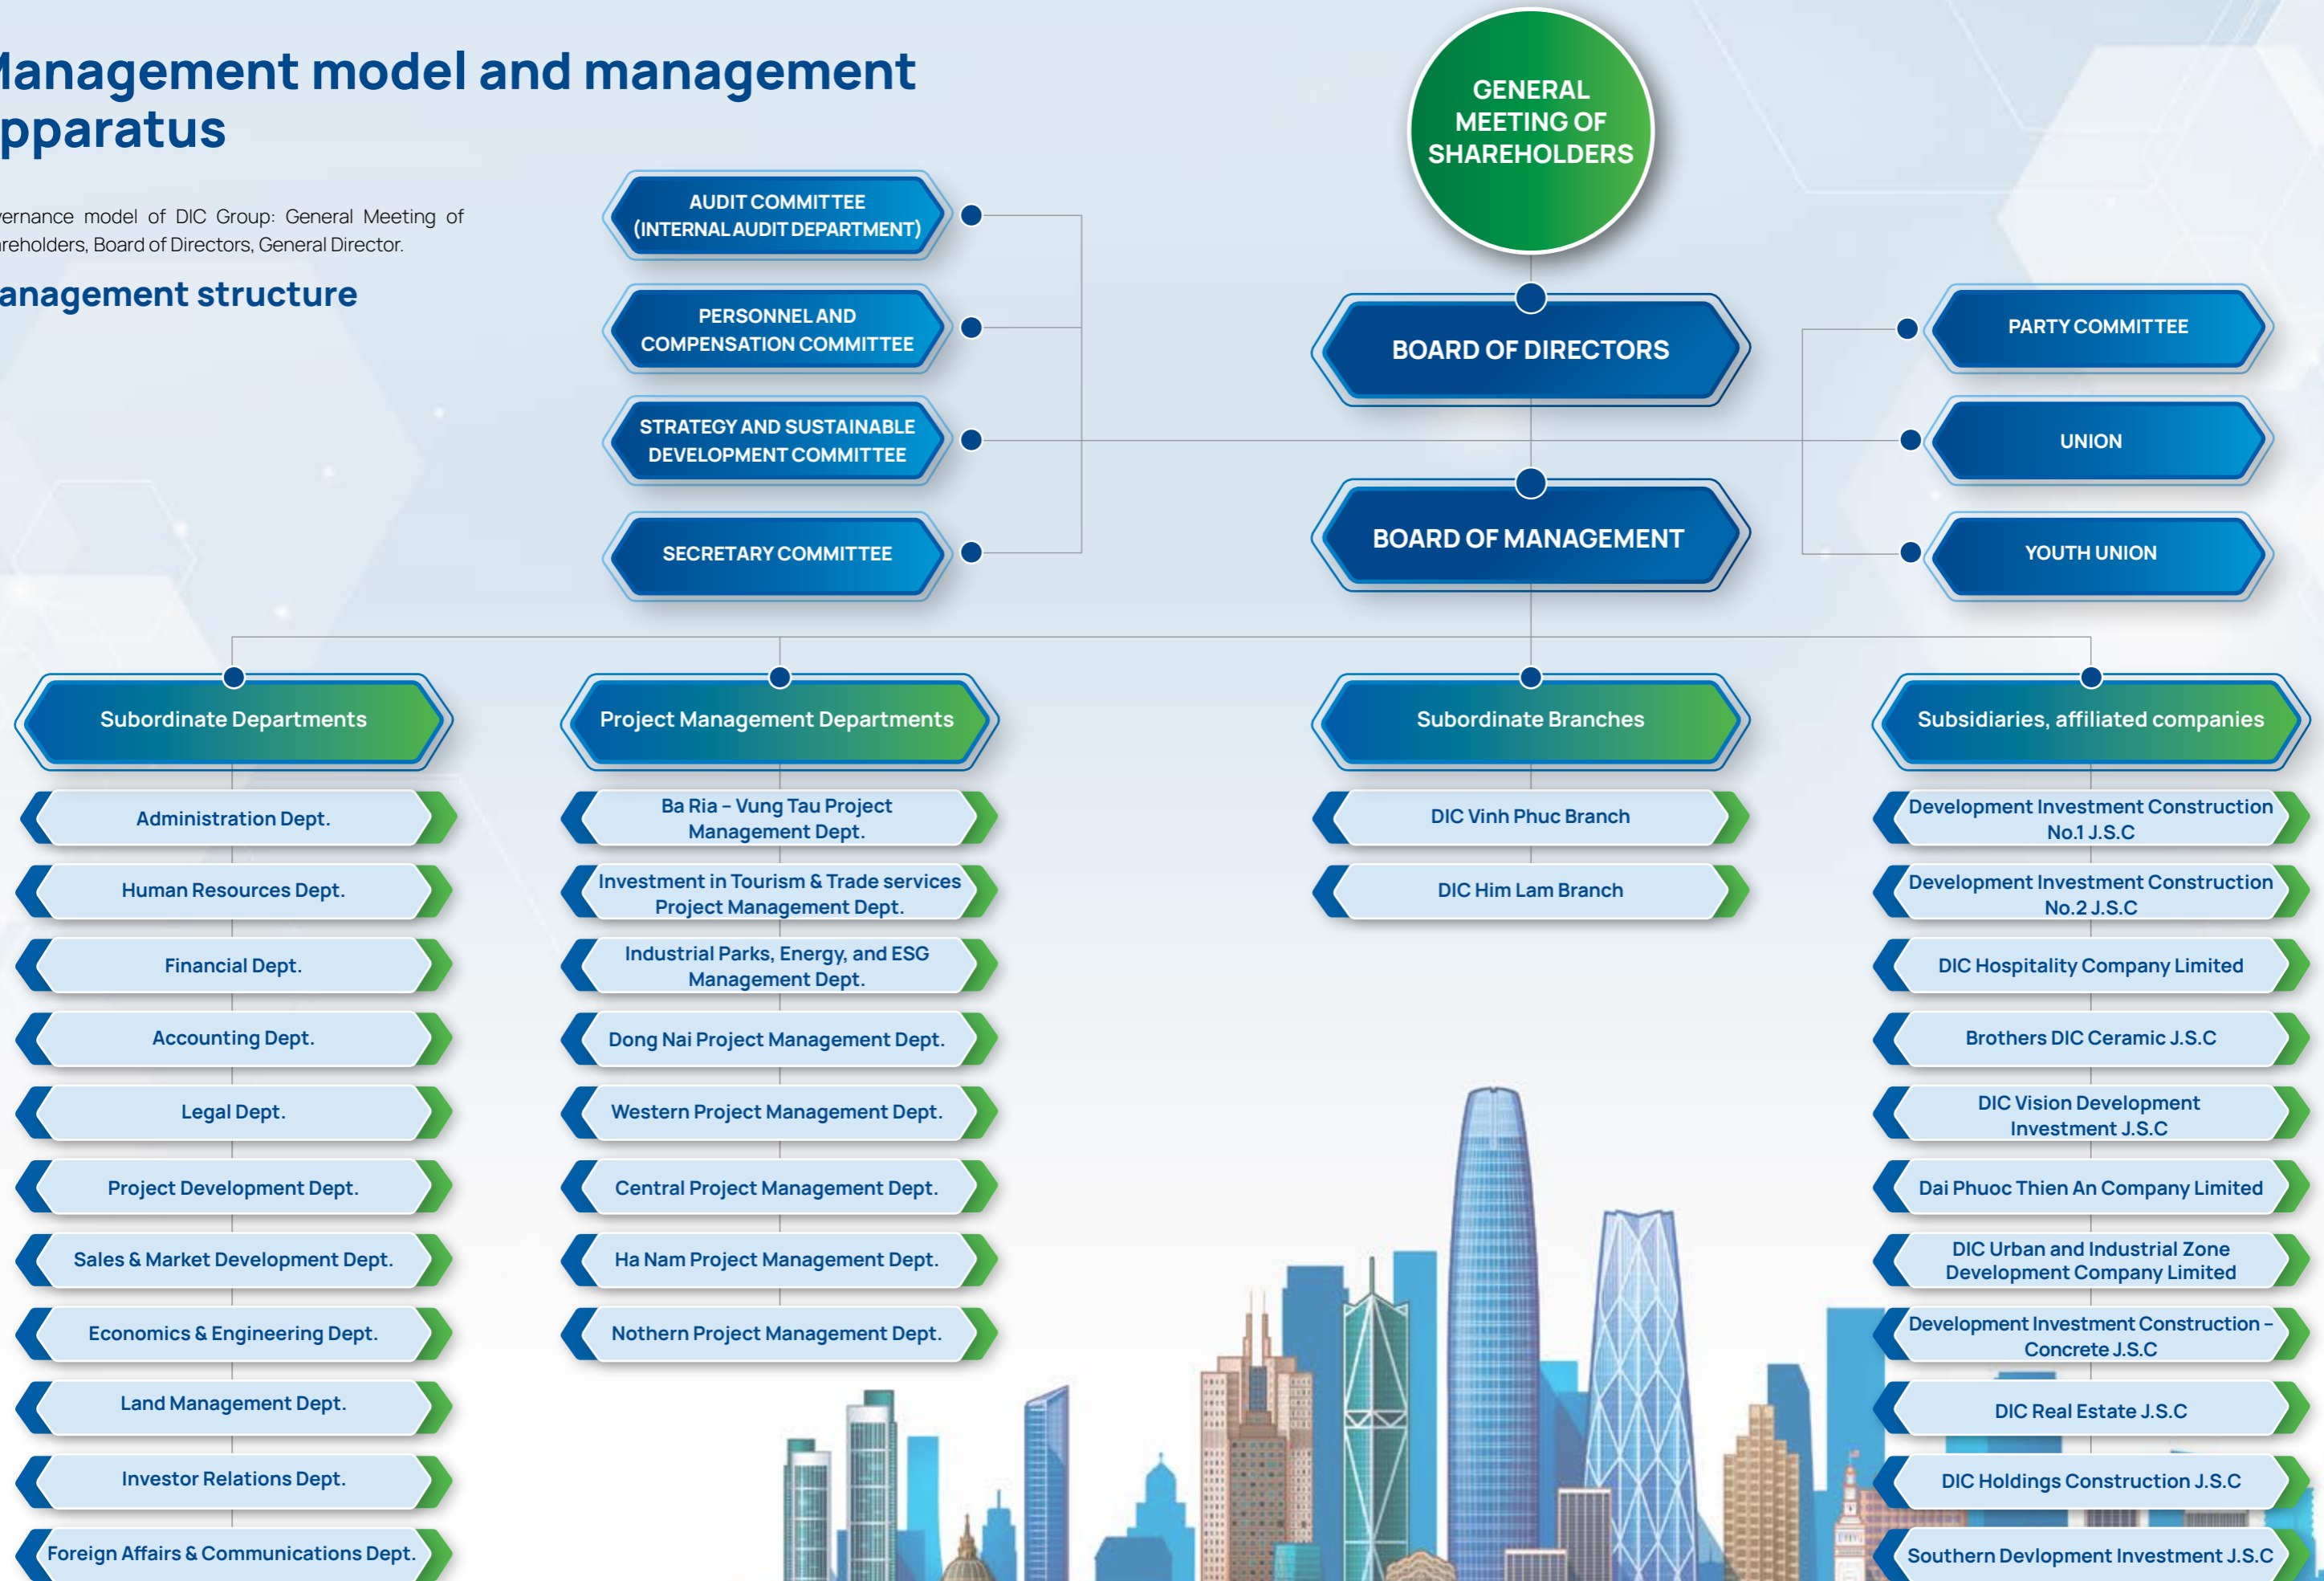 Management model and management
pparatus
vernance model of DIC Group: General Meeting of
areholders, Board of Directors, General Director.
anagement structure
GENERAL
MEETING OF
SHAREHOLDERS
AUDIT COMMITTEE
(INTERNAL AUDIT DEPARTMENT)
PERSONNEL AND
COMPENSATION COMMITTEE
STRATEGY AND SUSTAINABLE
DEVELOPMENT COMMITTEE
SECRETARY COMMITTEE
BOARD OF DIRECTORS
BOARD OF MANAGEMENT
PARTY COMMITTEE
UNION
YOUTH UNION
Subordinate Departments
Administration Dept.
Human Resources Dept.
Financial Dept.
Accounting Dept.
Legal Dept.
Project Development Dept.
Sales & Market Development Dept.
Economics & Engineering Dept.
Land Management Dept.
Investor Relations Dept.
Foreign Affairs & Communications Dept.
Project Management Departments
Ba Ria – Vung Tau Project
Management Dept.
Investment in Tourism & Trade services
Project Management Dept.
Industrial Parks, Energy, and ESG
Management Dept.
Dong Nai Project Management Dept.
Western Project Management Dept.
Central Project Management Dept.
Ha Nam Project Management Dept.
Nothern Project Management Dept.
Subordinate Branches
DIC Vinh Phuc Branch
DIC Him Lam Branch
Subsidiaries, affiliated companies
Development Investment Construction
No.1 J.S.C
Development Investment Construction
No.2 J.S.C
DIC Hospitality Company Limited
Brothers DIC Ceramic J.S.C
DIC Vision Development
Investment J.S.C
Dai Phuoc Thien An Company Limited
DIC Urban and Industrial Zone
Development Company Limited
Development Investment Construction –
Concrete J.S.C
DIC Real Estate J.S.C
DIC Holdings Construction J.S.C
Southern Devlopment Investment J.S.C